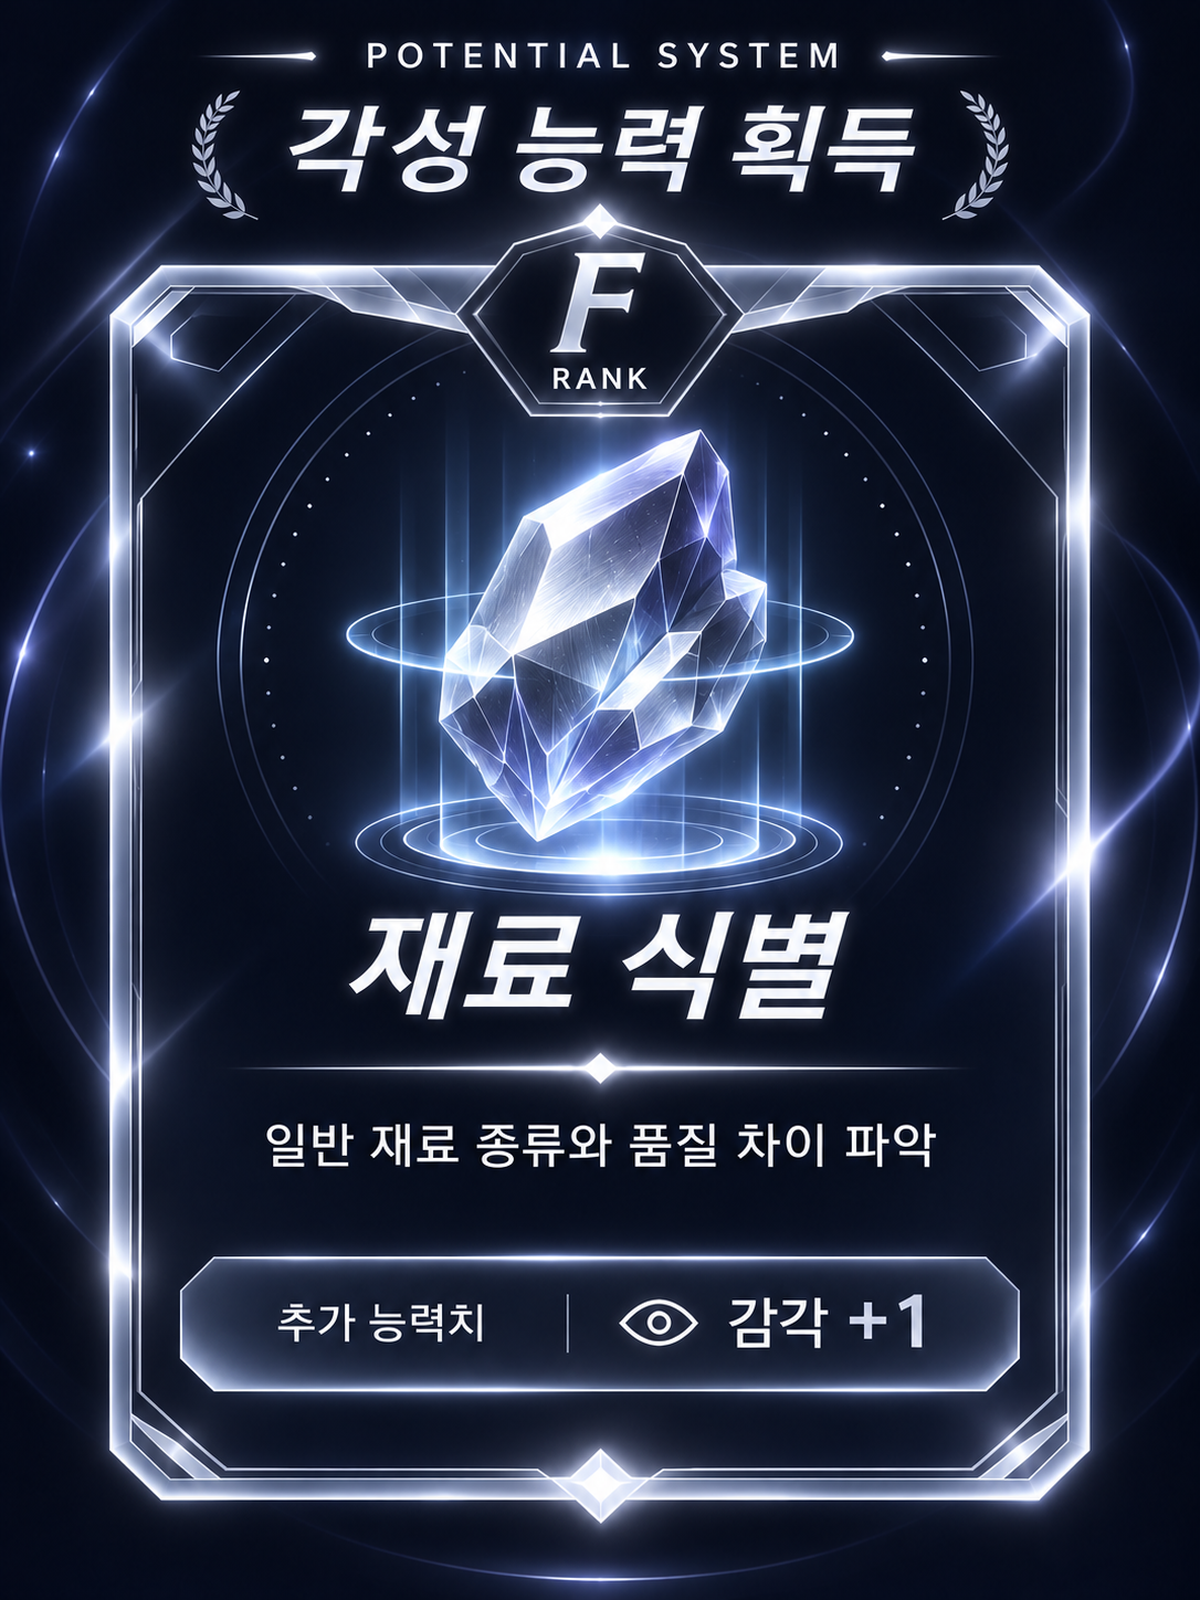 POTENTIAL SYSTEM
각성 능력 획득
F
RANK
재료 식별
일반 재료 종류와 품질 차이 파악
추가 능력치 감각 +1